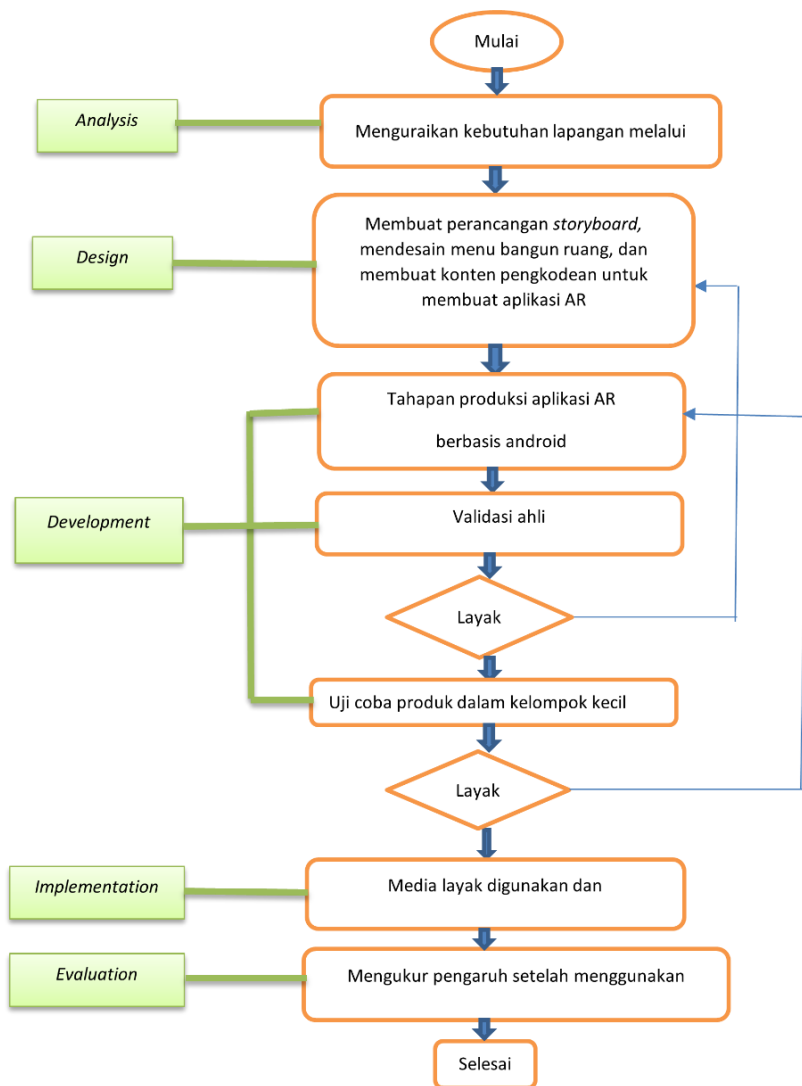 Mulai
Analysis
Menguraikan kebutuhan lapangan melalui
Design
Membuat perancangan storyboard,
mendesain menu bangun ruang, dan
membuat konten pengkodean untuk
membuat aplikasi AR
Tahapan produksi aplikasi AR
berbasis android
Development
Validasi ahli
Layak
Uji coba produk dalam kelompok kecil
Layak
Implementation
Media layak digunakan dan
Evaluation
Mengukur pengaruh setelah menggunakan
Selesai